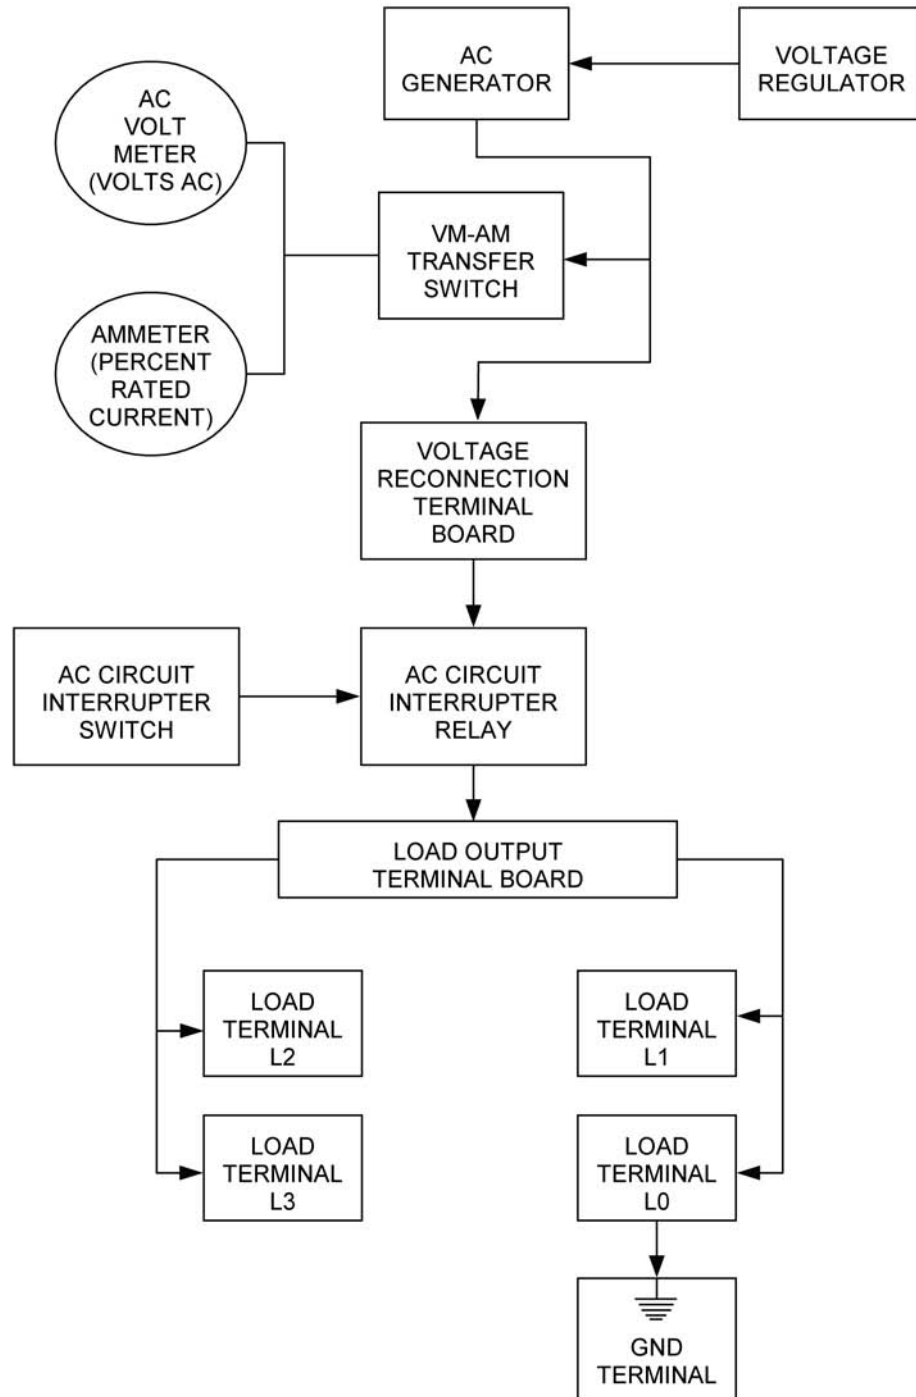 AC
GENERATOR
VOLTAGE
REGULATOR
AC
VOLT
METER
(VOLTS AC)
VM-AM
TRANSFER
SWITCH
AMMETER
(PERCENT
RATED
CURRENT)
VOLTAGE
RECONNECTION
TERMINAL
BOARD
AC CIRCUIT
INTERRUPTER
SWITCH
AC CIRCUIT
INTERRUPTER
RELAY
LOAD OUTPUT
TERMINAL BOARD
LOAD
TERMINAL
L2
LOAD
TERMINAL
L1
LOAD
TERMINAL
L3
LOAD
TERMINAL
L0
GND
TERMINAL